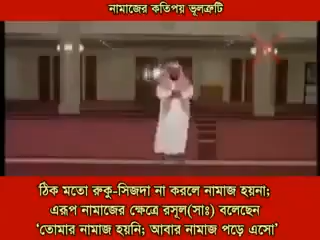 নামাজের কতিপয় ভূলত্রুটি
ঠিক মতো রুকু-সিজদা না করলে নামাজ হয়না;
এরূপ নামাজের ক্ষেত্রে রসূল(সাঃ) বলেছেন
‘তোমার নামাজ হয়নি; আবার নামাজ পড়ে এসো’